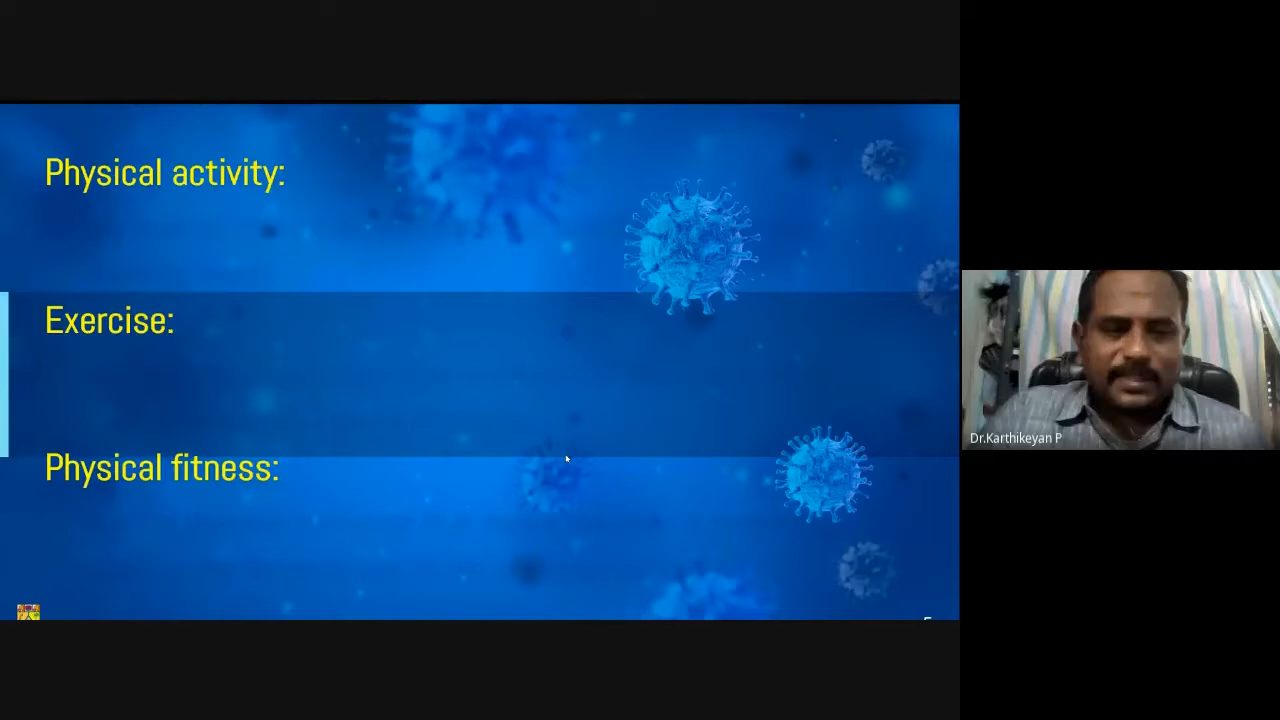 Physical activity:
Exercise:
Physical fitness:
Dr.Karthikeyan P